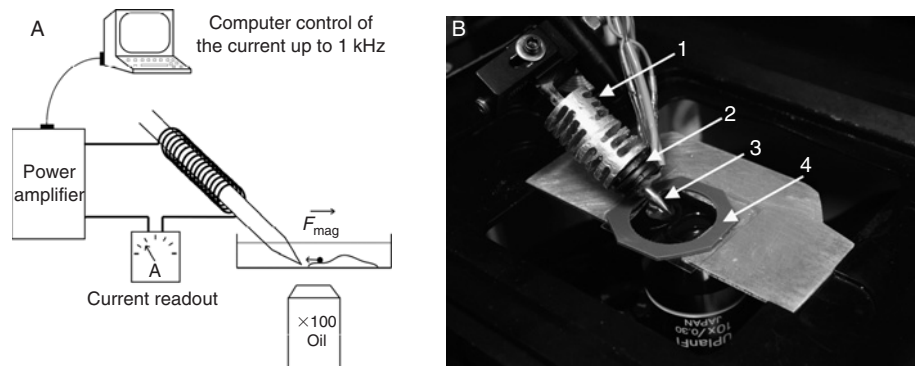 A
Computer control of
the current up to 1 kHz
Power
amplifier
A
Current readout
Fmag
×100
Oil
B
1
2
3
4
UPlanFl
10x/0.30
JAPAN